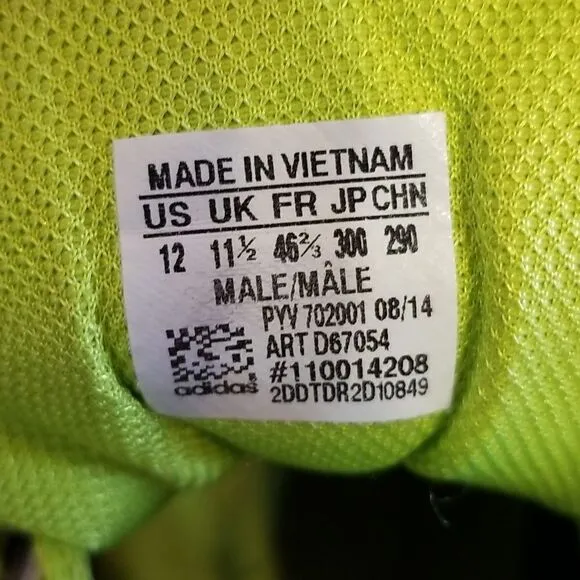 MADE IN VIETNAM
US UK FR JP CHN
12 11½ 46⅔ 300 290
MALE/MÂLE
PYV 702001 08/14
ART D67054
#110014208
adidas 2DDTDR2D10849